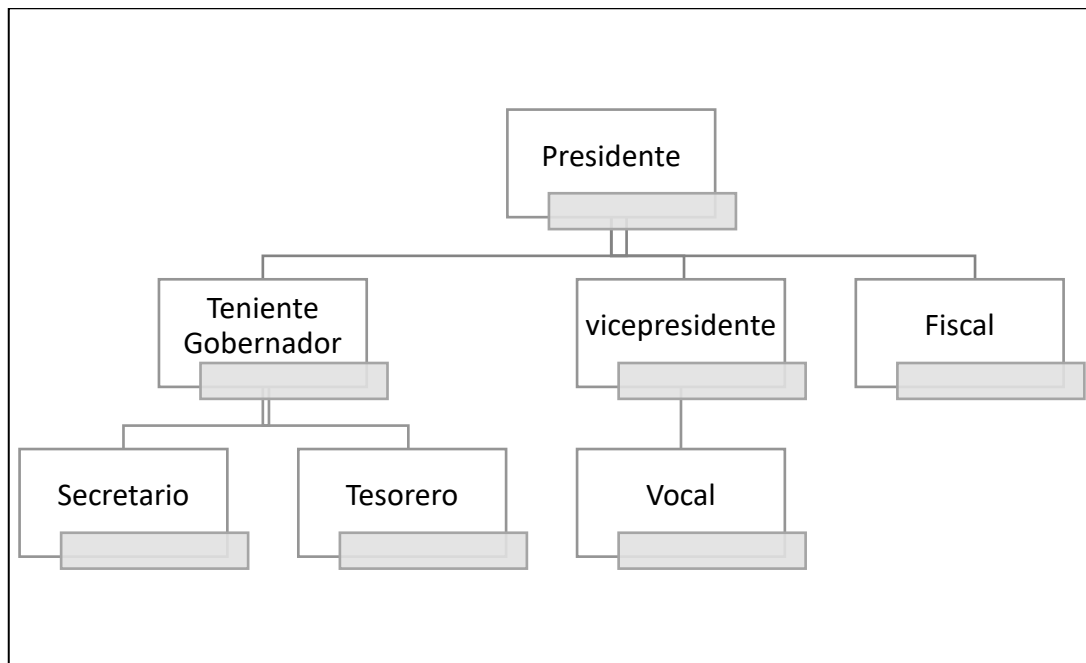 Presidente
Teniente
Gobernador
vicepresidente
Fiscal
Secretario
Tesorero
Vocal